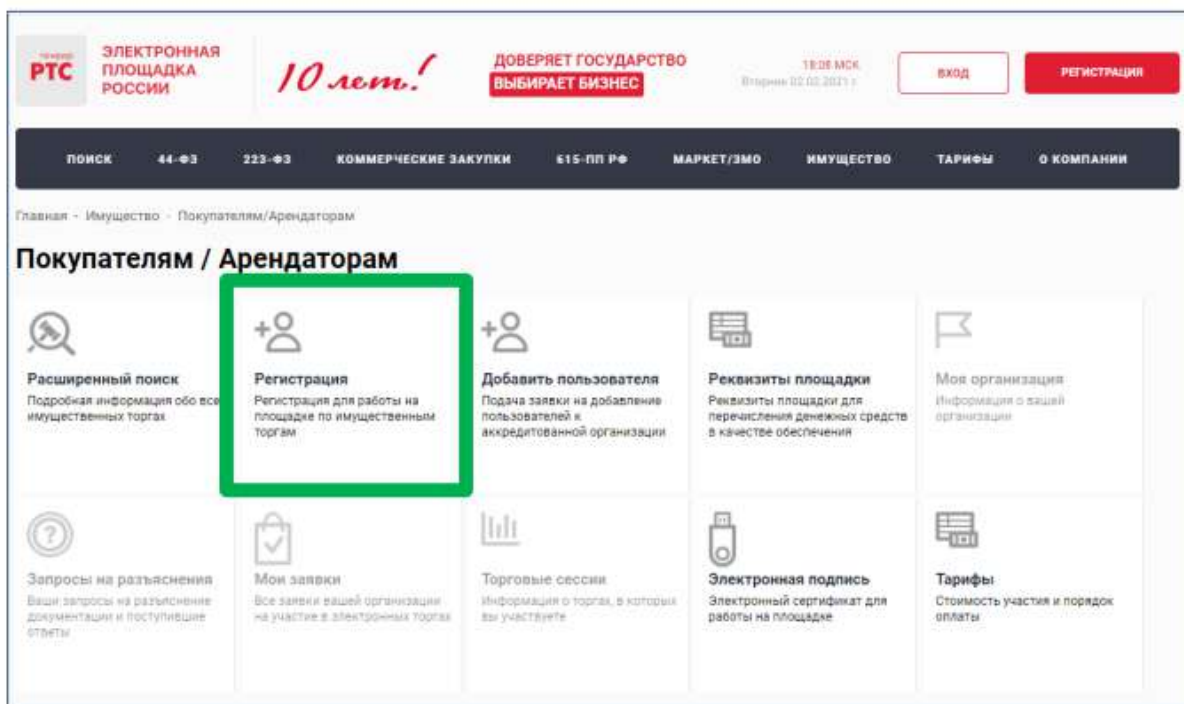 тендер
РТС
ЭЛЕКТРОННАЯ
ПЛОЩАДКА
РОССИИ
10 лет!
ДОВЕРЯЕТ ГОСУДАРСТВО
ВЫБИРАЕТ БИЗНЕС
18:08 МСК
Вторник 02.02.2021 г.
ВХОД
РЕГИСТРАЦИЯ
ПОИСК 44-ФЗ 223-ФЗ КОММЕРЧЕСКИЕ ЗАКУПКИ 615-ПП РФ МАРКЕТ/ЗМО ИМУЩЕСТВО ТАРИФЫ О КОМПАНИИ
Главная - Имущество - Покупателям/Арендаторам
Покупателям / Арендаторам
Расширенный поиск
Подробная информация обо все
имущественных торгах
Регистрация
Регистрация для работы на
площадке по имущественным
торгам
Добавить пользователя
Подача заявки на добавление
пользователей к
аккредитованной организации
Реквизиты площадки
Реквизиты площадки для
перечисления денежных средств
в качестве обеспечения
Моя организация
Информация о вашей
организации
Запросы на разъяснения
Ваши запросы на разъяснение
документации и поступившие
ответы
Мои заявки
Все заявки вашей организации
на участие в электронных торгах
Торговые сессии
Информация о торгах, в которых
вы участвуете
Электронная подпись
Электронный сертификат для
работы на площадке
Тарифы
Стоимость участия и порядок
оплаты